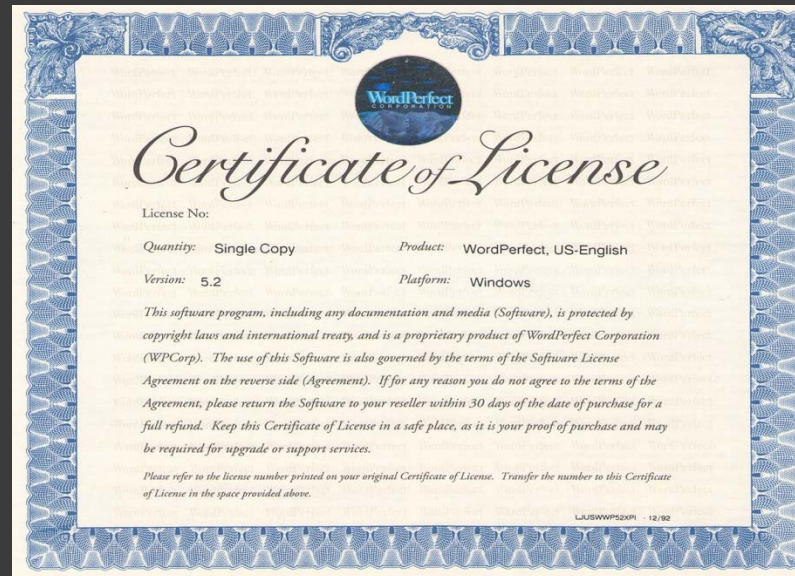 WordPerfect
CORPORATION
Certificate of License
License No:
Quantity: Single Copy Product: WordPerfect, US-English
Version: 5.2 Platform: Windows
This software program, including any documentation and media (Software), is protected by
copyright laws and international treaty, and is a proprietary product of WordPerfect Corporation
(WPCorp). The use of this Software is also governed by the terms of the Software License
Agreement on the reverse side (Agreement). If for any reason you do not agree to the terms of the
Agreement, please return the Software to your reseller within 30 days of the date of purchase for a
full refund. Keep this Certificate of License in a safe place, as it is your proof of purchase and may
be required for upgrade or support services.
Please refer to the license number printed on your original Certificate of License. Transfer the number to this Certificate
of License in the space provided above.
LJUSWWP52XPI - 12/92